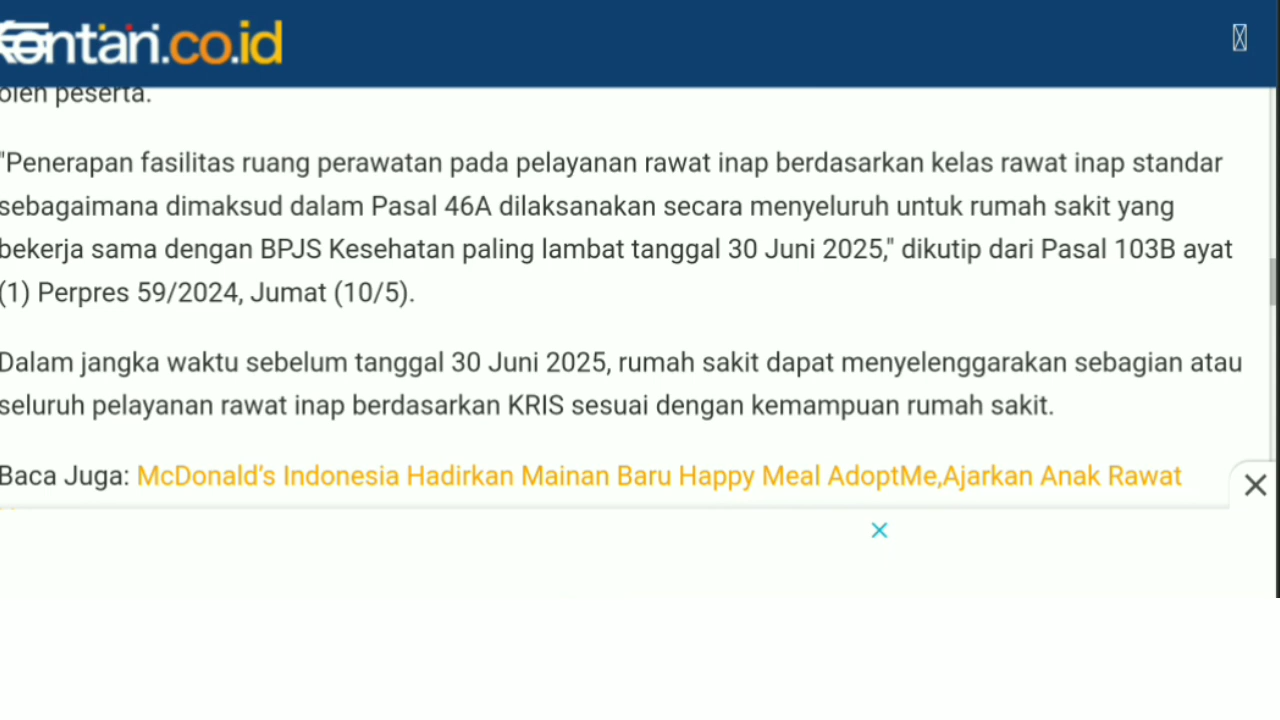 kontan.co.id
oleh peserta.
"Penerapan fasilitas ruang perawatan pada pelayanan rawat inap berdasarkan kelas rawat inap standar
sebagaimana dimaksud dalam Pasal 46A dilaksanakan secara menyeluruh untuk rumah sakit yang
bekerja sama dengan BPJS Kesehatan paling lambat tanggal 30 Juni 2025," dikutip dari Pasal 103B ayat
(1) Perpres 59/2024, Jumat (10/5).
Dalam jangka waktu sebelum tanggal 30 Juni 2025, rumah sakit dapat menyelenggarakan sebagian atau
seluruh pelayanan rawat inap berdasarkan KRIS sesuai dengan kemampuan rumah sakit.
Baca Juga: McDonald’s Indonesia Hadirkan Mainan Baru Happy Meal AdoptMe,Ajarkan Anak Rawat